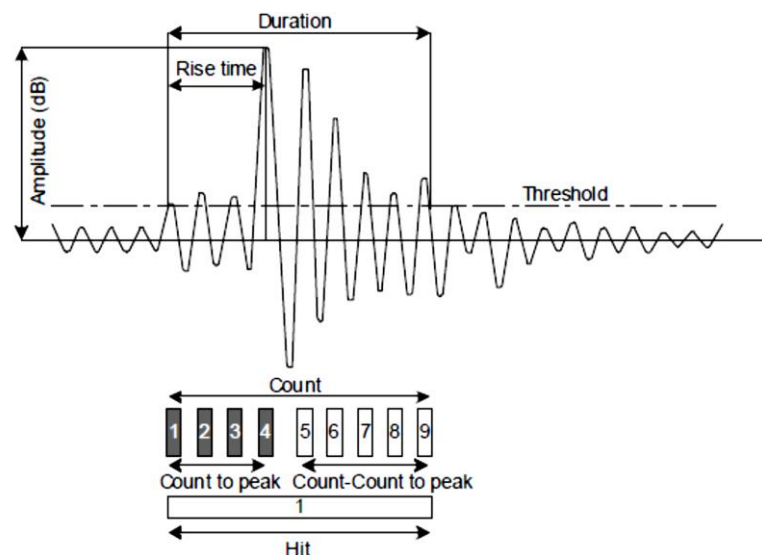 Duration
Rise time
Amplitude (dB)
Threshold
Count
1 2 3 4 5 6 7 8 9
Count to peak Count-Count to peak
1
Hit